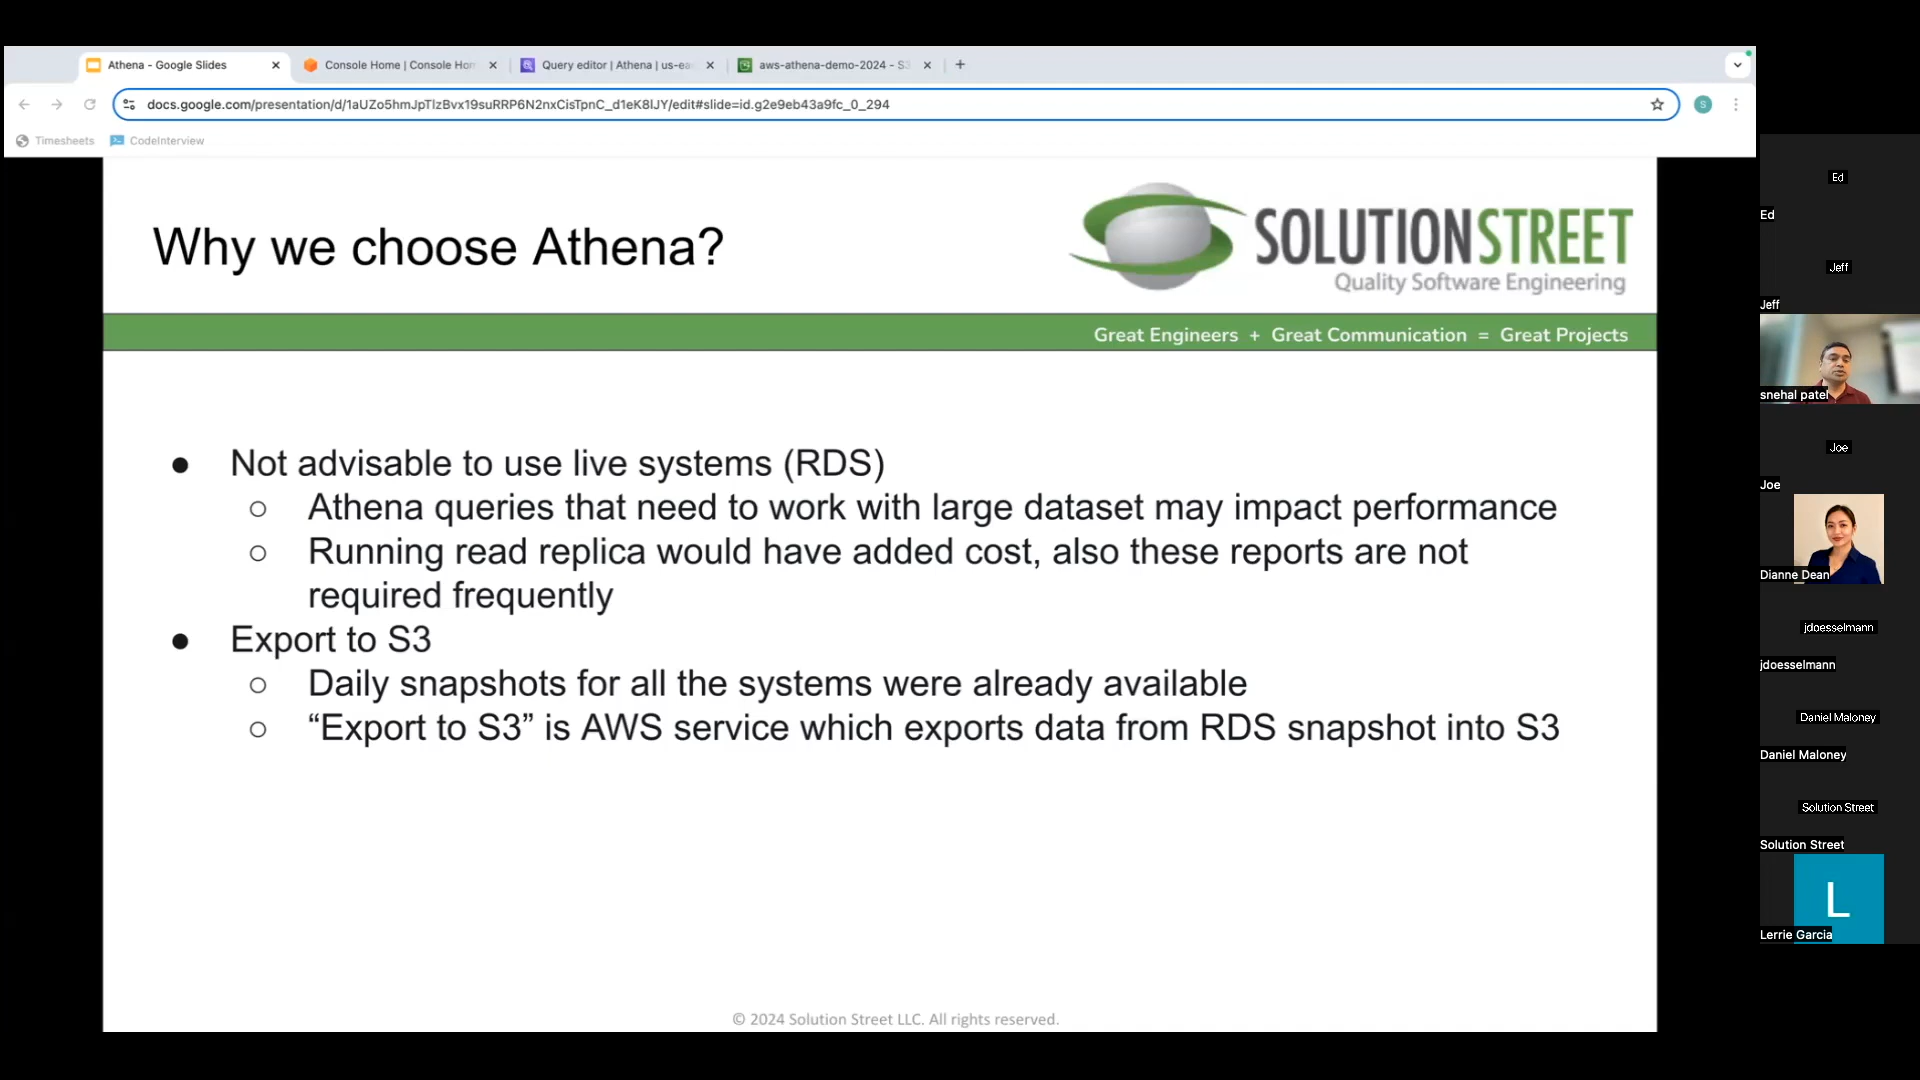 Athena - Google Slides
Console Home | Console Hom
Query editor | Athena | us-ea
aws-athena-demo-2024 - S3
docs.google.com/presentation/d/1aUZo5hmJpTlzBvx19suRRP6N2nxCisTpnC_d1eK8IJY/edit#slide=id.g2e9eb43a9fc_0_294
S
Timesheets
CodeInterview
Why we choose Athena?
SOLUTIONSTREET
Quality Software Engineering
Great Engineers + Great Communication = Great Projects
● Not advisable to use live systems (RDS)
○ Athena queries that need to work with large dataset may impact performance
○ Running read replica would have added cost, also these reports are not
required frequently
● Export to S3
○ Daily snapshots for all the systems were already available
○ “Export to S3” is AWS service which exports data from RDS snapshot into S3
© 2024 Solution Street LLC. All rights reserved.
Ed
Ed
Jeff
Jeff
snehal patel
Joe
Joe
Dianne Dean
jdoesselmann
jdoesselmann
Daniel Maloney
Daniel Maloney
Solution Street
Solution Street
L
Lerrie Garcia